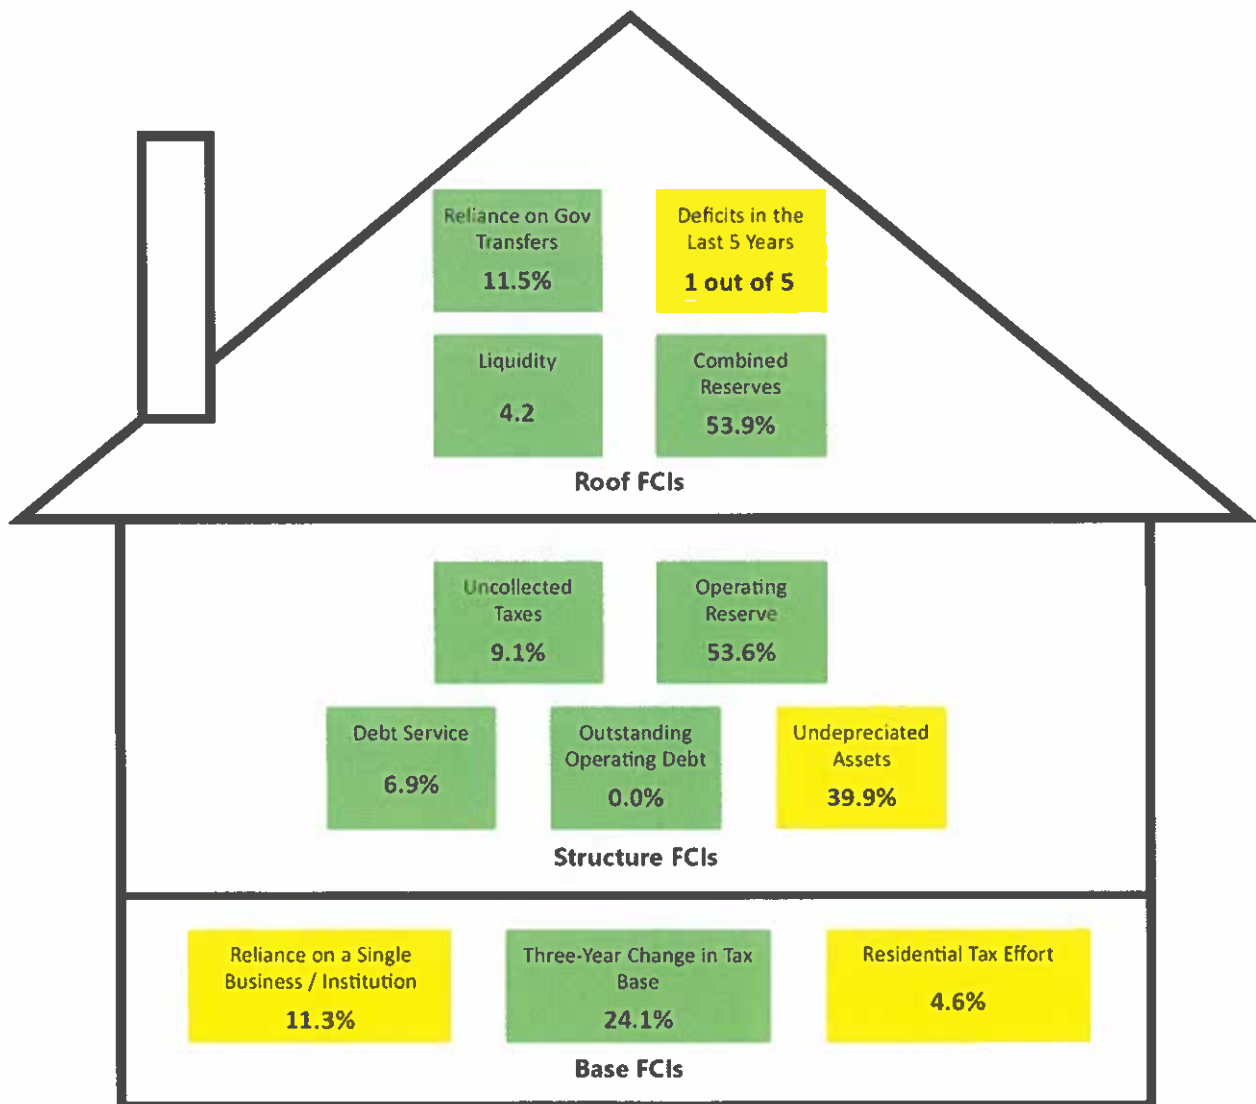 Reliance on Gov
Transfers
11.5%
Deficits in the
Last 5 Years
1 out of 5
Liquidity
4.2
Combined
Reserves
53.9%
Roof FCIs
Uncollected
Taxes
9.1%
Operating
Reserve
53.6%
Debt Service
6.9%
Outstanding
Operating Debt
0.0%
Undepreciated
Assets
39.9%
Structure FCIs
Reliance on a Single
Business / Institution
11.3%
Three-Year Change in Tax
Base
24.1%
Residential Tax Effort
4.6%
Base FCIs